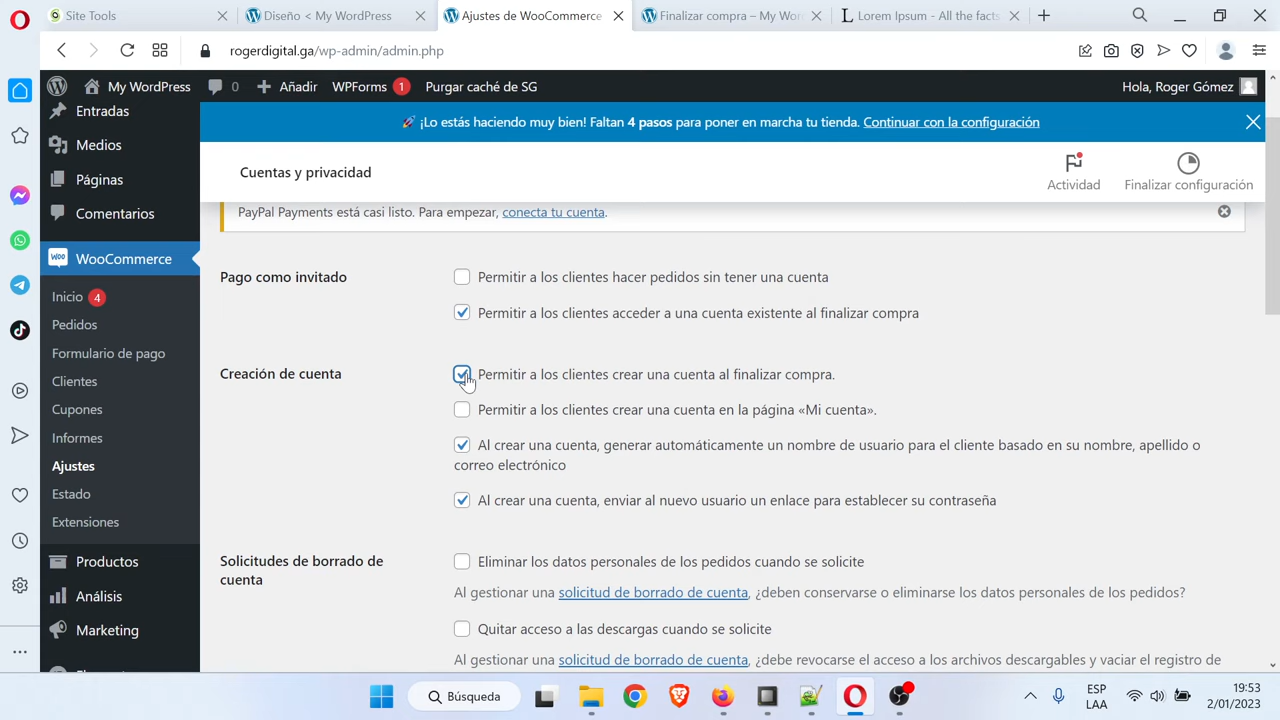 Site Tools
Diseño < My WordPress
Ajustes de WooCommerce
Finalizar compra – My Wor
Lorem Ipsum - All the facts
rogerdigital.ga/wp-admin/admin.php
My WordPress
0
Añadir
WPForms 1
Purgar caché de SG
Hola, Roger Gómez
Entradas
Medios
Páginas
Comentarios
WooCommerce
Inicio 4
Pedidos
Formulario de pago
Clientes
Cupones
Informes
Ajustes
Estado
Extensiones
Productos
Análisis
Marketing
¡Lo estás haciendo muy bien! Faltan 4 pasos para poner en marcha tu tienda. Continuar con la configuración
Cuentas y privacidad
Actividad
Finalizar configuración
PayPal Payments está casi listo. Para empezar, conecta tu cuenta.
Pago como invitado
Permitir a los clientes hacer pedidos sin tener una cuenta
Permitir a los clientes acceder a una cuenta existente al finalizar compra
Creación de cuenta
Permitir a los clientes crear una cuenta al finalizar compra.
Permitir a los clientes crear una cuenta en la página «Mi cuenta».
Al crear una cuenta, generar automáticamente un nombre de usuario para el cliente basado en su nombre, apellido o
correo electrónico
Al crear una cuenta, enviar al nuevo usuario un enlace para establecer su contraseña
Solicitudes de borrado de
cuenta
Eliminar los datos personales de los pedidos cuando se solicite
Al gestionar una solicitud de borrado de cuenta, ¿deben conservarse o eliminarse los datos personales de los pedidos?
Quitar acceso a las descargas cuando se solicite
Al gestionar una solicitud de borrado de cuenta, ¿debe revocarse el acceso a los archivos descargables y vaciar el registro de
Búsqueda
ESP
LAA
19:53
2/01/2023